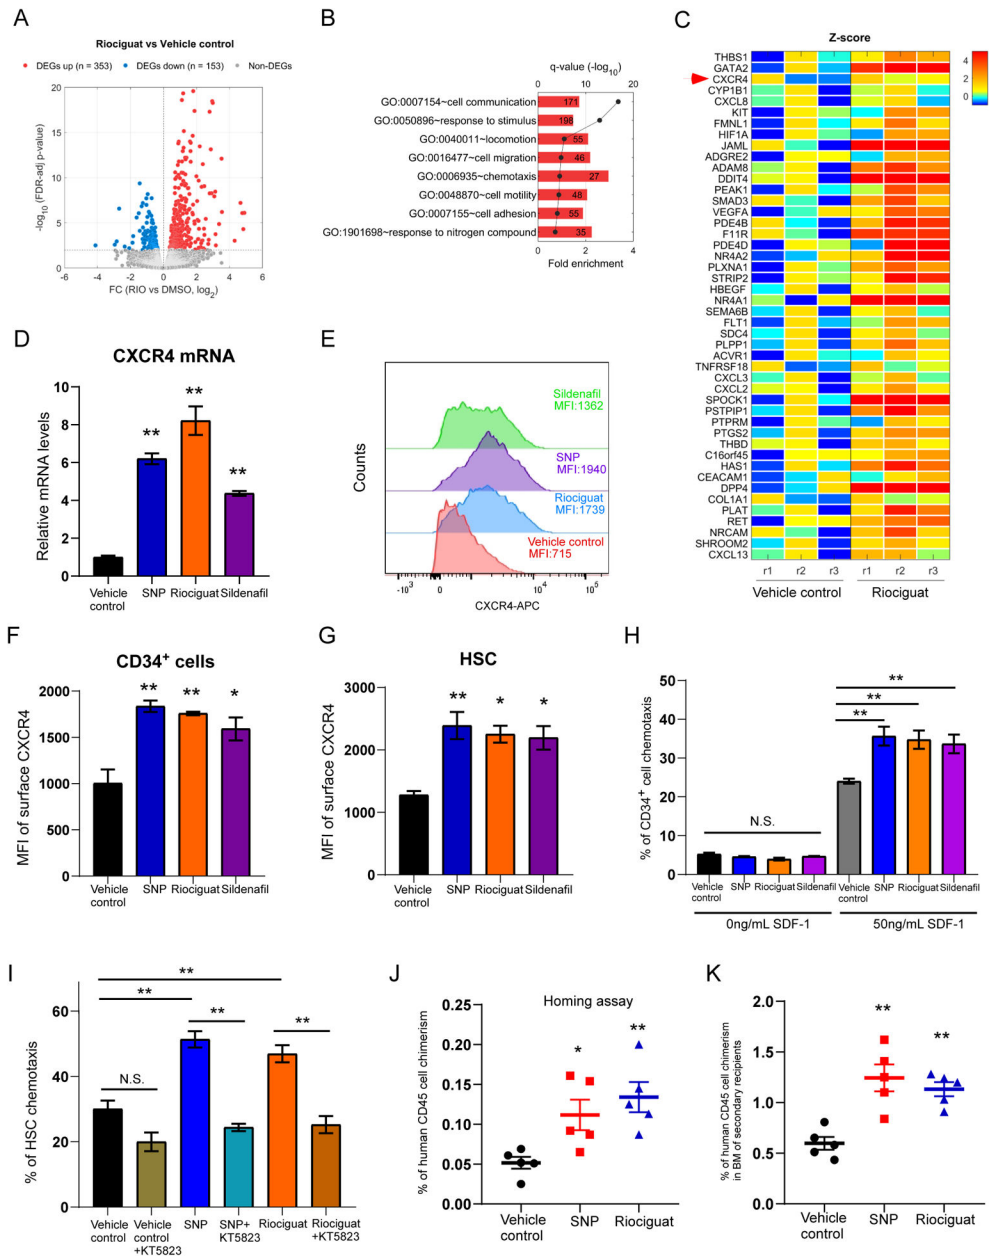 A
Riociguat vs Vehicle control
DEGs up (n = 353)
DEGs down (n = 153)
Non-DEGs
-log10 (FDR-adj p-value)
20
15
10
5
0
-6
-4
-2
0
2
4
6
FC (RIO vs DMSO, log2)
B
q-value (-log10)
0
10
20
GO:0007154~cell communication
171
GO:0050896~response to stimulus
198
GO:0040011~locomotion
55
GO:0016477~cell migration
46
GO:0006935~chemotaxis
27
GO:0048870~cell motility
48
GO:0007155~cell adhesion
55
GO:1901698~response to nitrogen compound
35
0
1
2
3
4
Fold enrichment
C
Z-score
THBS1
GATA2
CXCR4
CYP1B1
CXCL8
KIT
FMNL1
HIF1A
JAML
ADGRE2
ADAM8
DDIT4
PEAK1
SMAD3
VEGFA
PDE4B
F11R
PDE4D
NR4A2
PLXNA1
STRIP2
HBEGF
NR4A1
SEMA6B
FLT1
SDC4
PLPP1
ACVR1
TNFRSF18
CXCL3
CXCL2
SPOCK1
PSTPIP1
PTPRM
PTGS2
THBD
C16orf45
HAS1
CEACAM1
DPP4
COL1A1
PLAT
RET
NRCAM
SHROOM2
CXCL13
4
2
0
r1
r2
r3
r1
r2
r3
Vehicle control
Riociguat
D
CXCR4 mRNA
Relative mRNA levels
10
8
6
4
2
0
**
**
**
Vehicle
control
SNP
Riociguat
Sildenafil
E
Counts
Sildenafil
MFI:1362
SNP
MFI:1940
Riociguat
MFI:1739
Vehicle control
MFI:715
-10^3
0
10^4
10^5
CXCR4-APC
F
CD34+ cells
MFI of surface CXCR4
2000
1500
1000
500
0
**
**
*
Vehicle
control
SNP
Riociguat
Sildenafil
G
HSC
MFI of surface CXCR4
3000
2000
1000
0
**
*
*
Vehicle
control
SNP
Riociguat
Sildenafil
H
% of CD34+ cell chemotaxis
50
40
30
20
10
0
N.S.
**
**
**
Vehicle
control
SNP
Riociguat
Sildenafil
Vehicle
control
SNP
Riociguat
Sildenafil
0ng/mL SDF-1
50ng/mL SDF-1
I
% of HSC chemotaxis
60
40
20
0
N.S.
**
**
**
**
Vehicle
control
Vehicle
control
+KT5823
SNP
SNP+
KT5823
Riociguat
Riociguat
+KT5823
J
Homing assay
% of human CD45 cell chimerism
0.25
0.20
0.15
0.10
0.05
0.00
*
**
Vehicle
control
SNP
Riociguat
K
% of human CD45 cell chimerism
in BM of secondary recipients
2.0
1.5
1.0
0.5
0.0
**
**
Vehicle
control
SNP
Riociguat